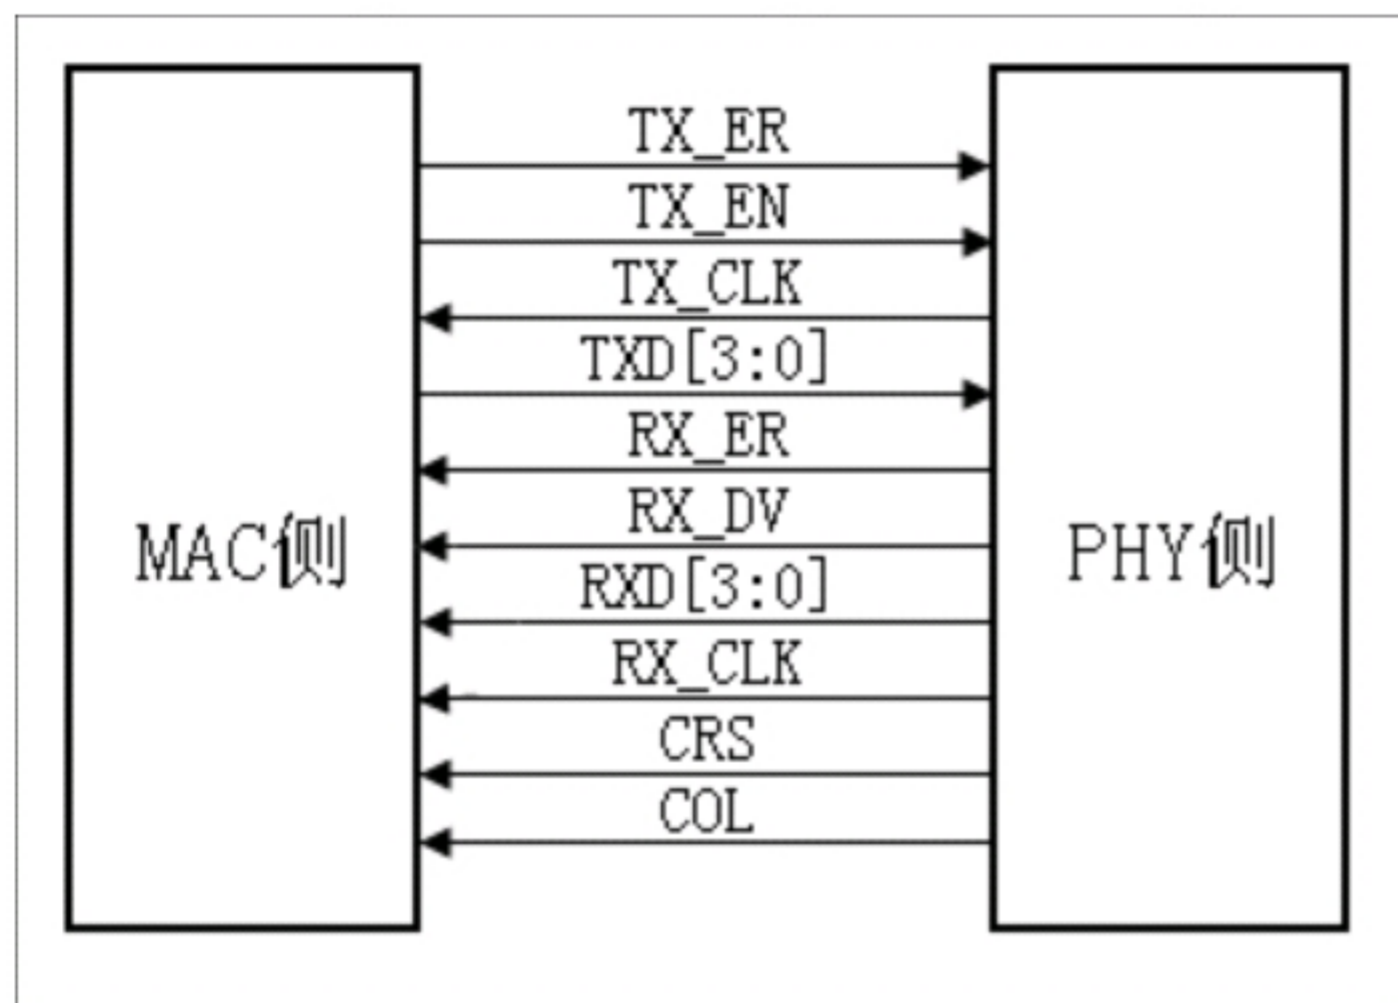 TX_ER
TX_EN
TX_CLK
TXD[3:0]
RX_ER
RX_DV
MAC侧
PHY侧
RXD[3:0]
RX_CLK
CRS
COL